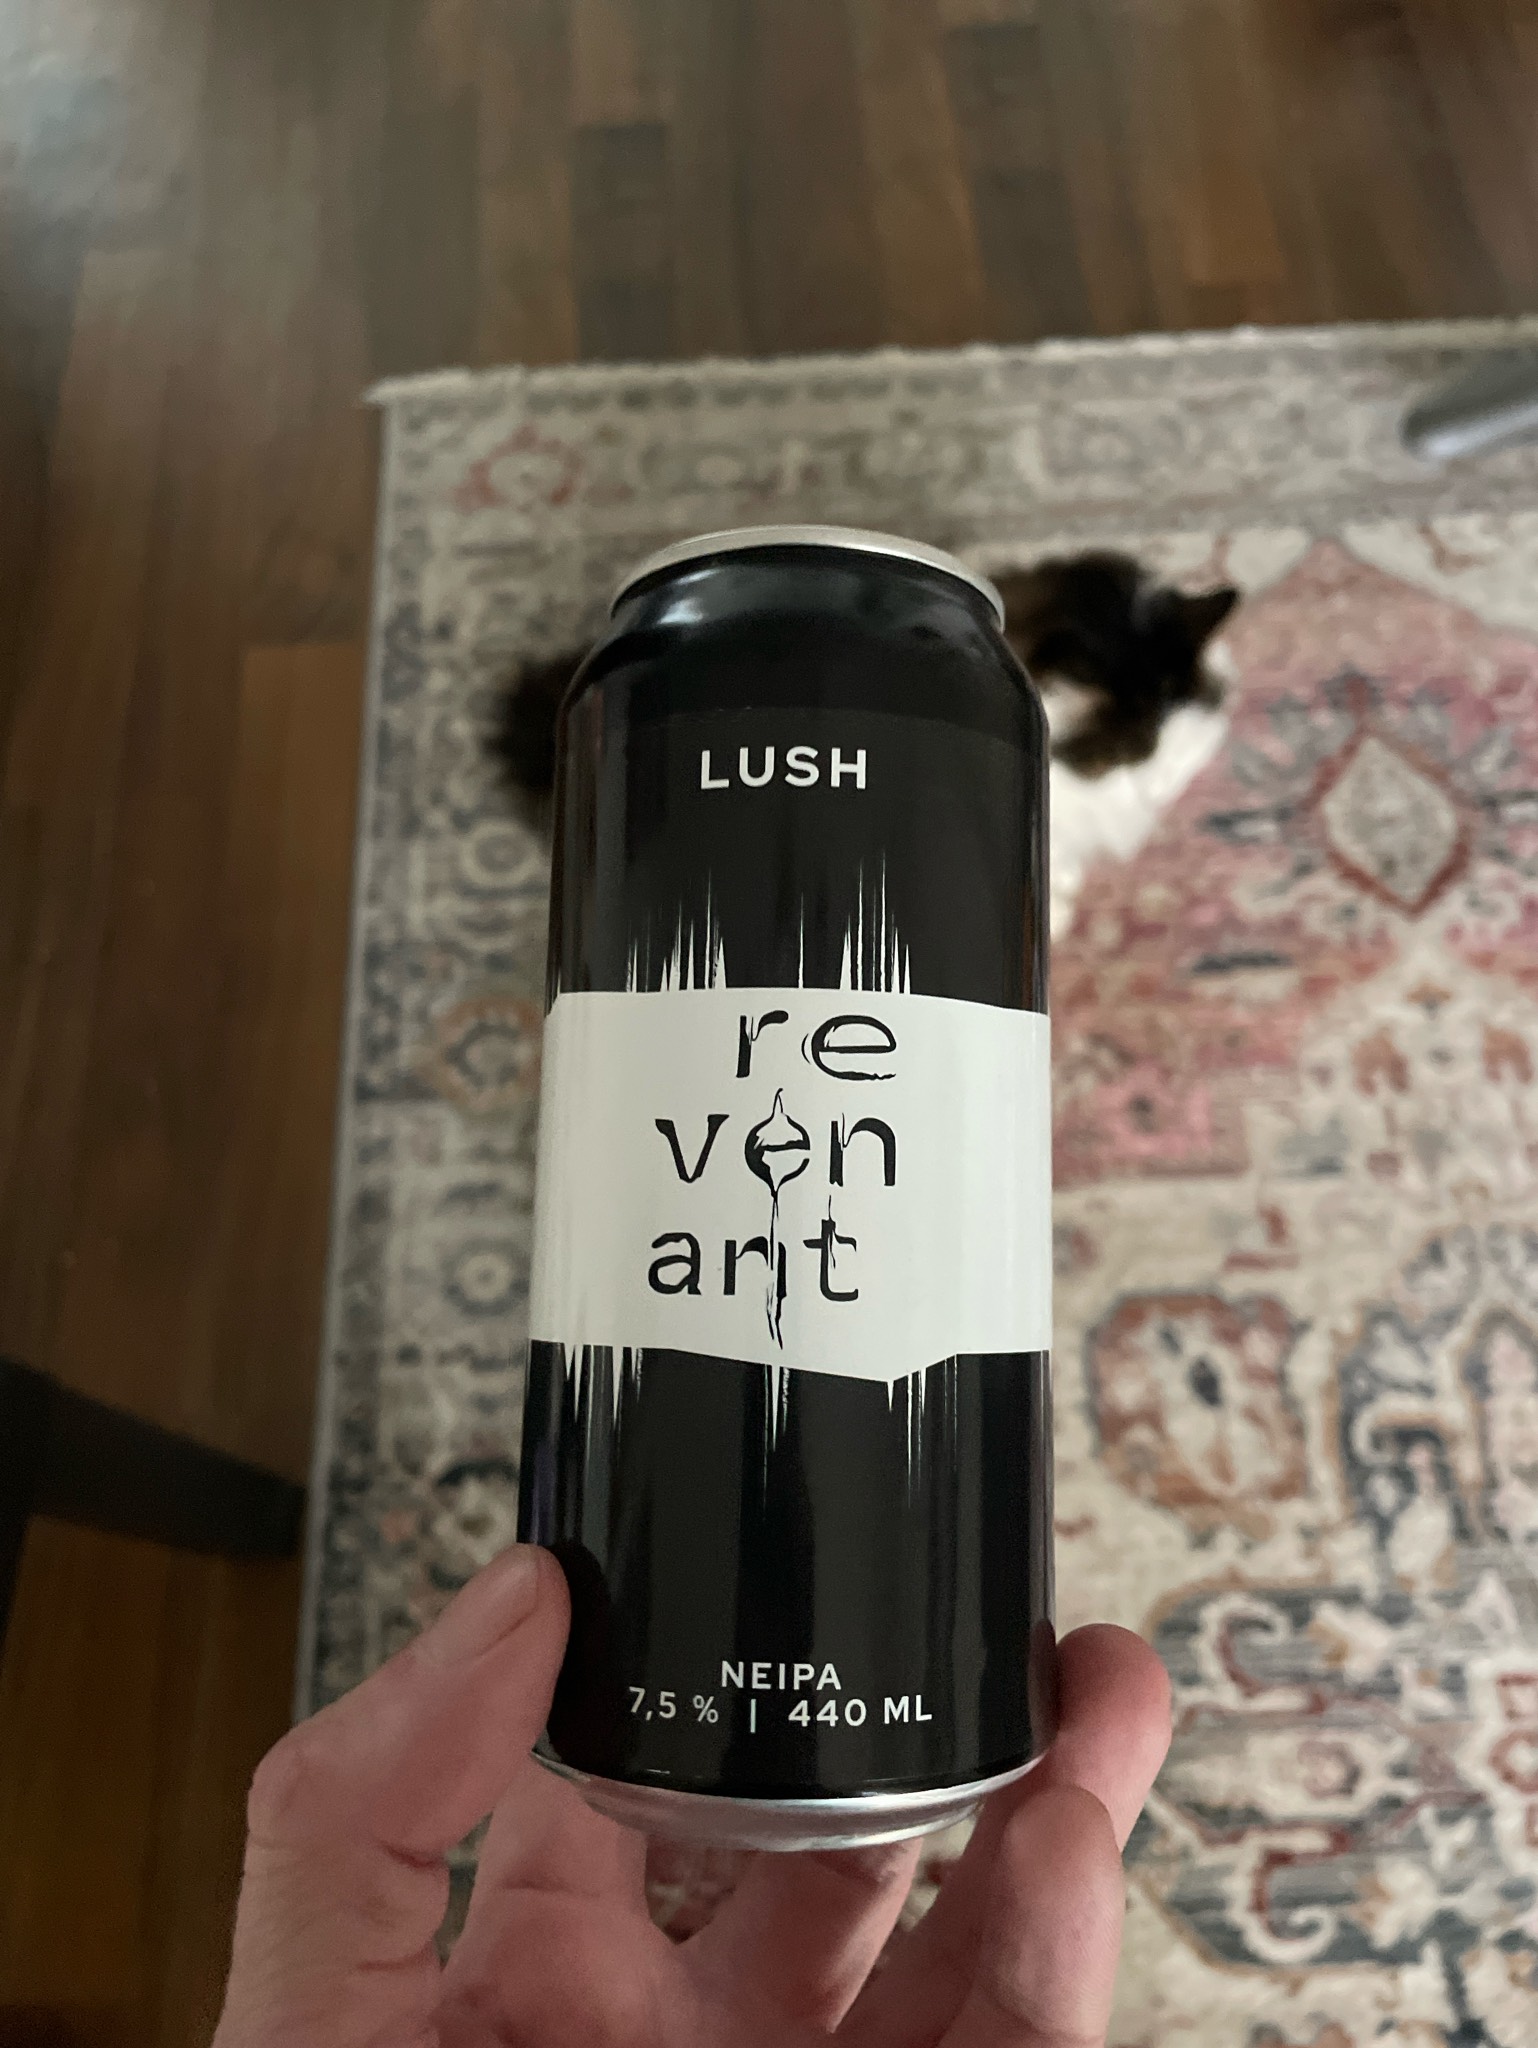 LUSH
re
ven
ant
NEIPA
7,5 % | 440 ML